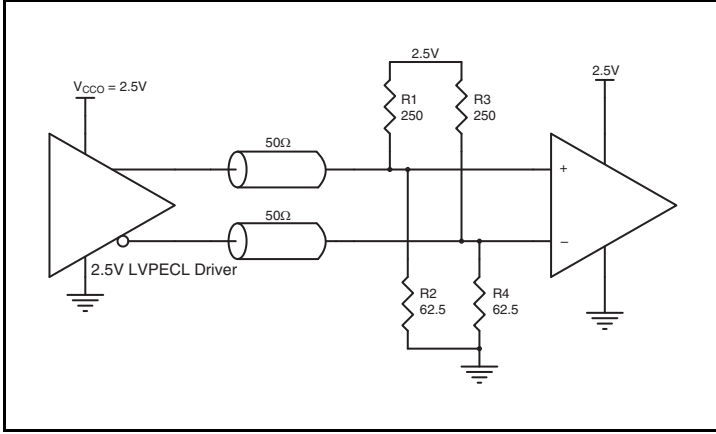 2.5V
V_CCO = 2.5V
2.5V
R1
250
R3
250
50Ω
+
50Ω
−
2.5V LVPECL Driver
R2
62.5
R4
62.5